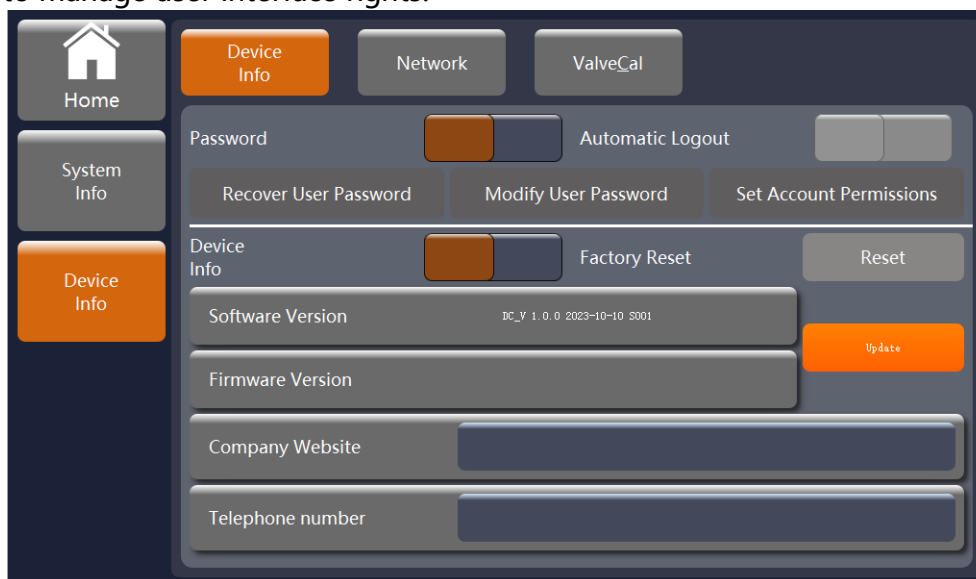 to manage user interface rights.
Home
Device
Info
Network
ValveCal
Password
Automatic Logout
System
Info
Recover User Password
Modify User Password
Set Account Permissions
Device
Info
Factory Reset
Reset
Device
Info
Software Version
DC_V 1.0.0 2023-10-10 S001
Update
Firmware Version
Company Website
Telephone number